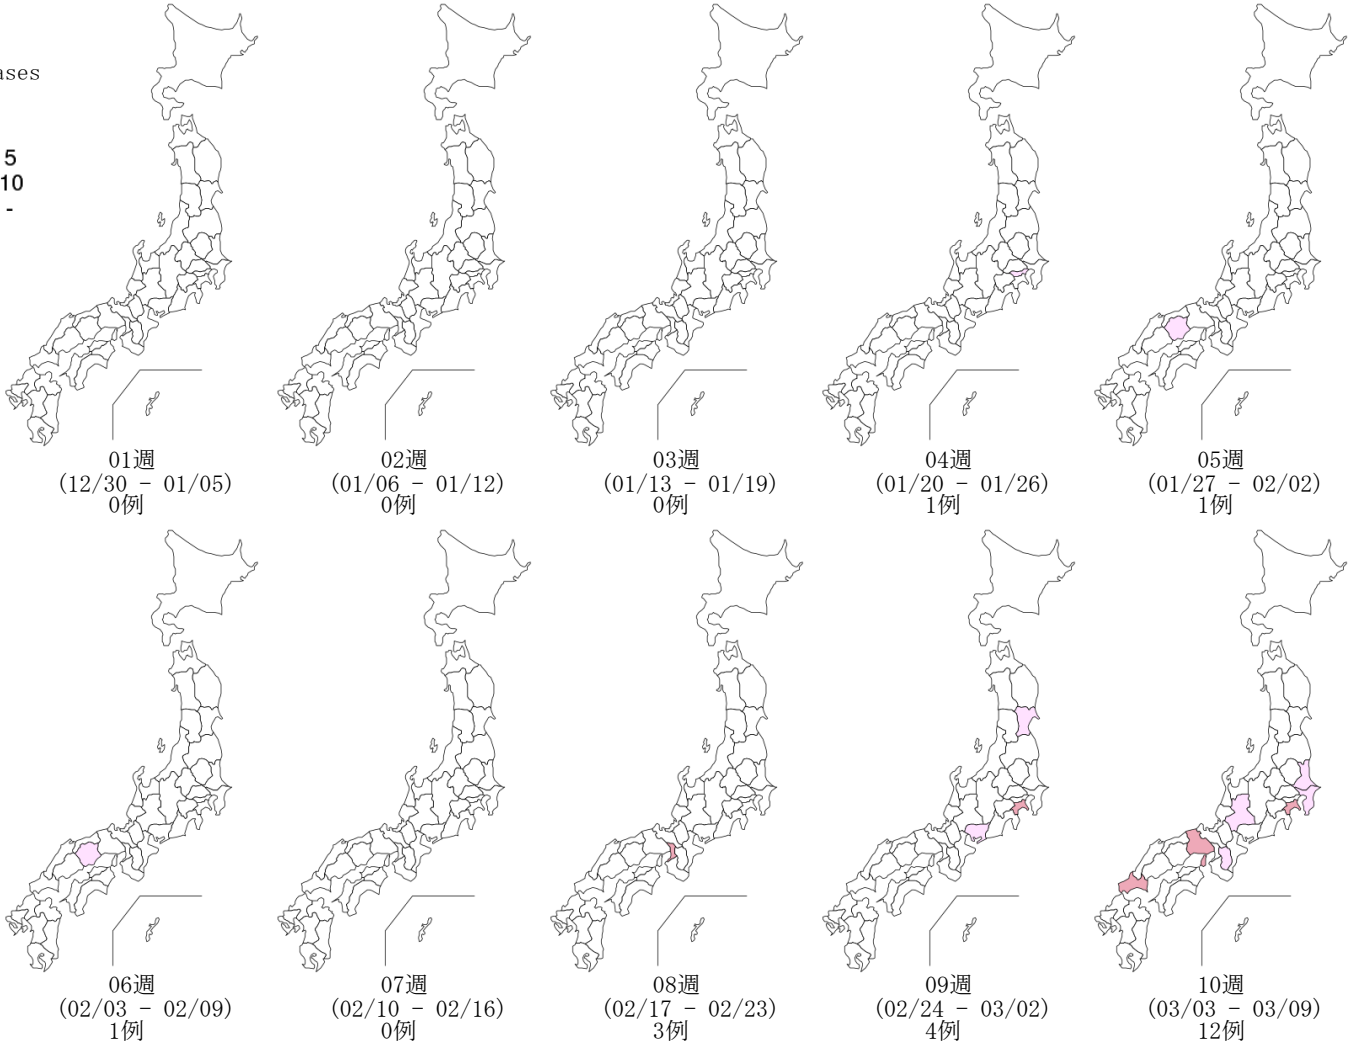 ases
5
10
-
01週
(12/30 - 01/05)
0例
02週
(01/06 - 01/12)
0例
03週
(01/13 - 01/19)
0例
04週
(01/20 - 01/26)
1例
05週
(01/27 - 02/02)
1例
06週
(02/03 - 02/09)
1例
07週
(02/10 - 02/16)
0例
08週
(02/17 - 02/23)
3例
09週
(02/24 - 03/02)
4例
10週
(03/03 - 03/09)
12例